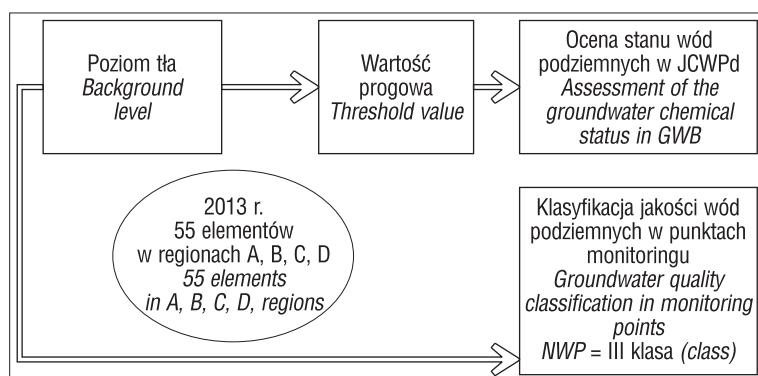 Poziom tła
Background
level
Wartość
progowa
Threshold value
Ocena stanu wód
podziemnych w JCWPd
Assessment of the
groundwater chemical
status in GWB
2013 r.
55 elementów
w regionach A, B, C, D
55 elements
in A, B, C, D, regions
Klasyfikacja jakości wód
podziemnych w punktach
monitoringu
Groundwater quality
classification in monitoring
points
NWP = III klasa (class)